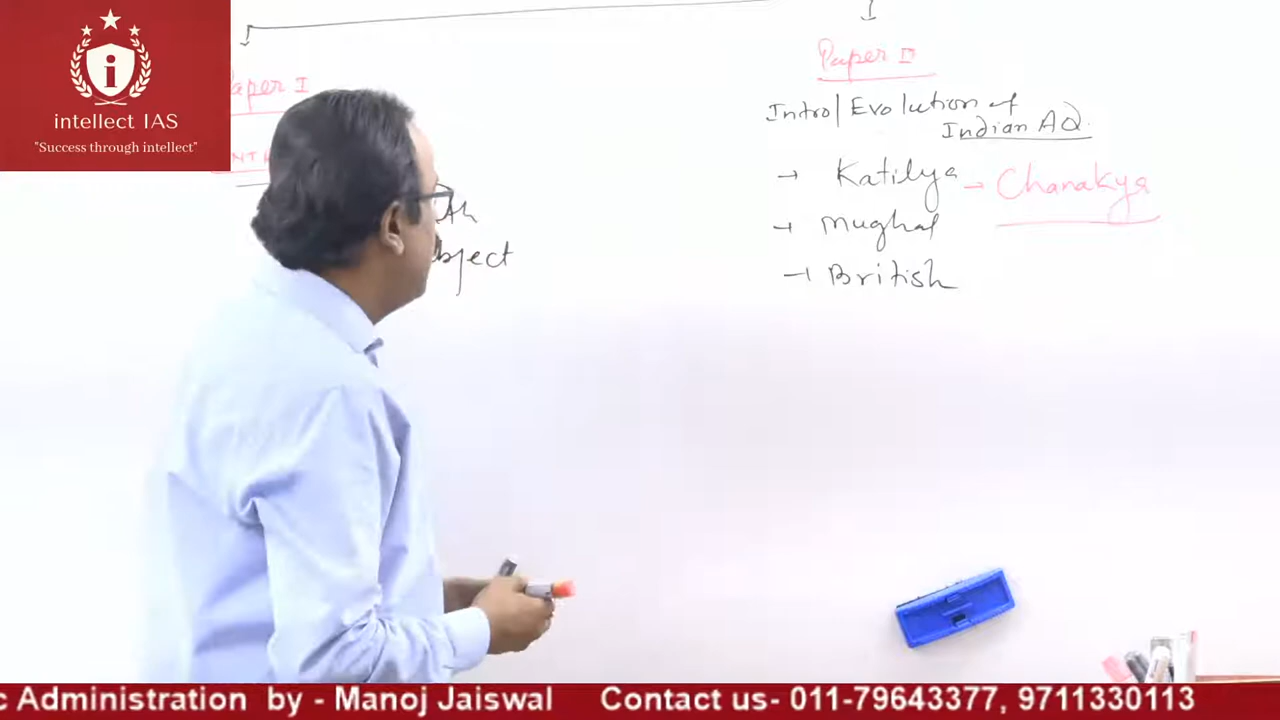 intellect IAS
"Success through intellect"
aper I
Paper II
Intro/Evolution of
Indian AD.
→ Katilya → Chanakya
→ Mughal
→ British
bject
c Administration by - Manoj Jaiswal Contact us- 011-79643377, 9711330113